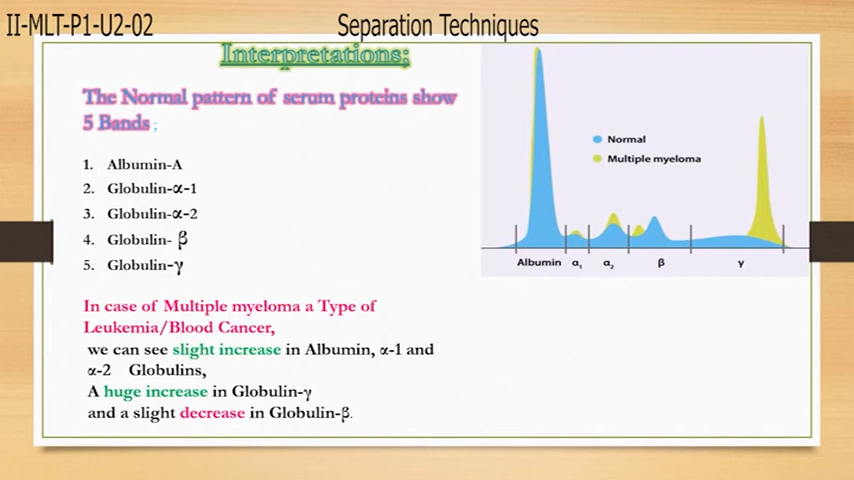 II-MLT-P1-U2-02
Separation Techniques
Interpretations;
The Normal pattern of serum proteins show
5 Bands ;
1. Albumin-A
2. Globulin-α-1
3. Globulin-α-2
4. Globulin- β
5. Globulin-γ
In case of Multiple myeloma a Type of
Leukemia/Blood Cancer,
we can see slight increase in Albumin, α-1 and
α-2 Globulins,
A huge increase in Globulin-γ
and a slight decrease in Globulin-β.
Normal
Multiple myeloma
Albumin α₁ α₂ β γ